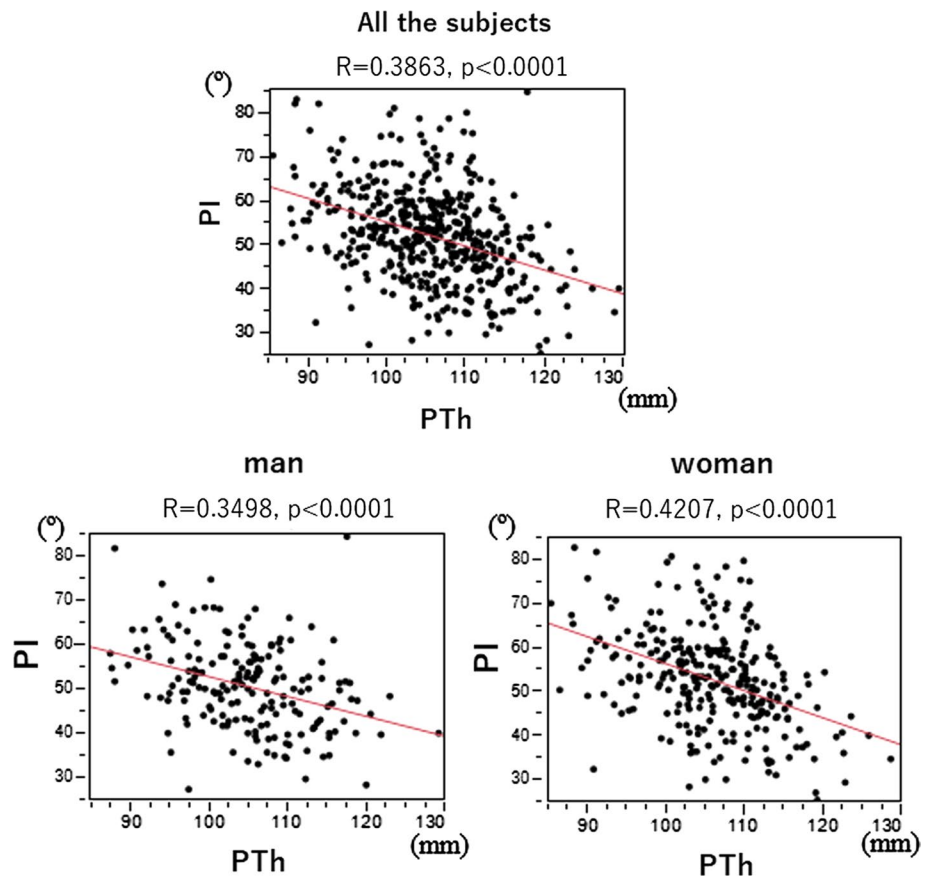 All the subjects
R=0.3863, p<0.0001
(º)
80
70
60
50
40
30
PI
90 100 110 120 130
(mm)
PTh
man
R=0.3498, p<0.0001
(º)
80
70
60
50
40
30
PI
90 100 110 120 130
(mm)
PTh
woman
R=0.4207, p<0.0001
(º)
80
70
60
50
40
30
PI
90 100 110 120 130
(mm)
PTh